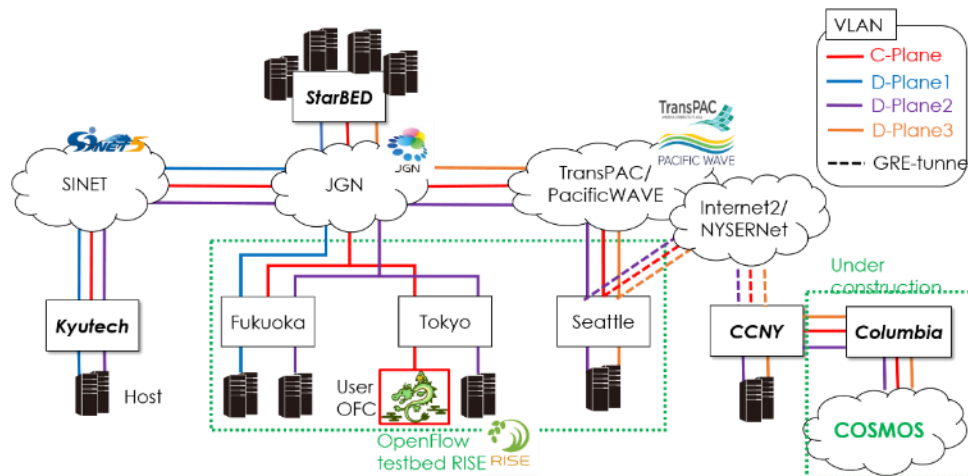 VLAN
C-Plane
D-Plane1
D-Plane2
D-Plane3
GRE-tunne
StarBED
TransPAC
PACIFIC WAVE
SINET5
JGN
SINET
JGN
TransPAC/
PacificWAVE
Internet2/
NYSERNet
Under
construction
Kyutech
Fukuoka
Tokyo
Seattle
CCNY
Columbia
Host
User
OFC
COSMOS
OpenFlow
testbed RISE
RISE